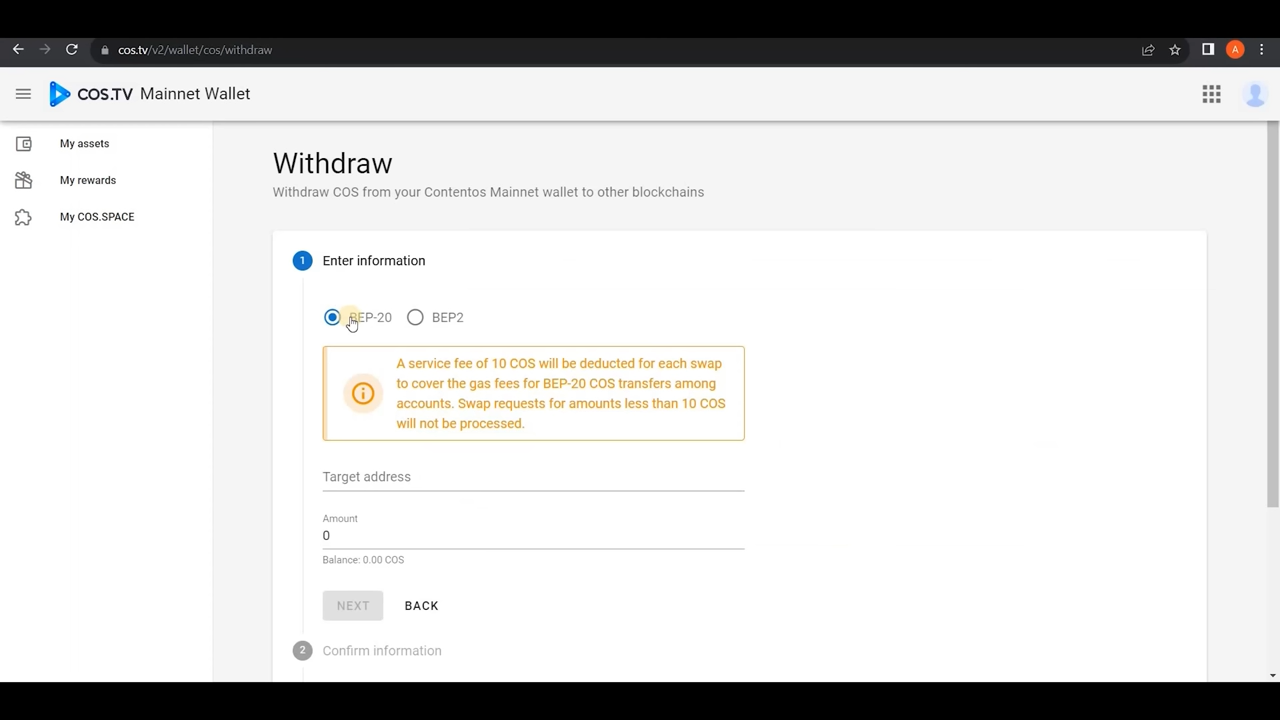 cos.tv/v2/wallet/cos/withdraw
A
COS.TV Mainnet Wallet
My assets
My rewards
My COS.SPACE
Withdraw
Withdraw COS from your Contentos Mainnet wallet to other blockchains
1 Enter information
BEP-20 BEP2
A service fee of 10 COS will be deducted for each swap
to cover the gas fees for BEP-20 COS transfers among
accounts. Swap requests for amounts less than 10 COS
will not be processed.
Target address
Amount
0
Balance: 0.00 COS
NEXT BACK
2 Confirm information